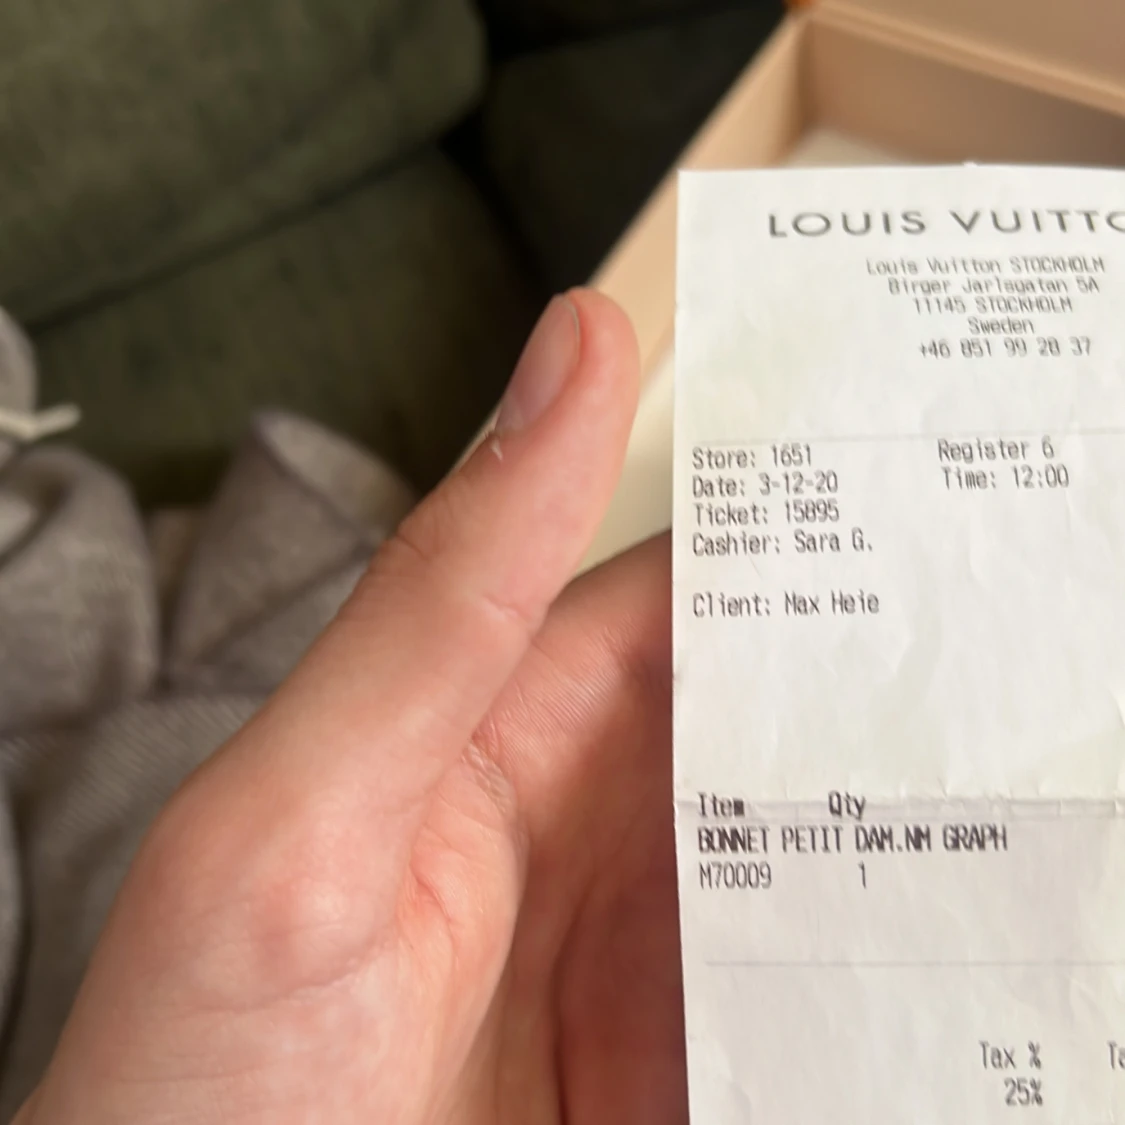 LOUIS VUITTO
Louis Vuitton STOCKHOLM
Birger Jarlsgatan 5A
11145 STOCKHOLM
Sweden
+46 851 99 20 37
Store: 1651 Register 6
Date: 3-12-20 Time: 12:00
Ticket: 15895
Cashier: Sara G.
Client: Max Heie
Item Qty
BONNET PETIT DAM.NM GRAPH
M70009 1
Tax % Ta
25%